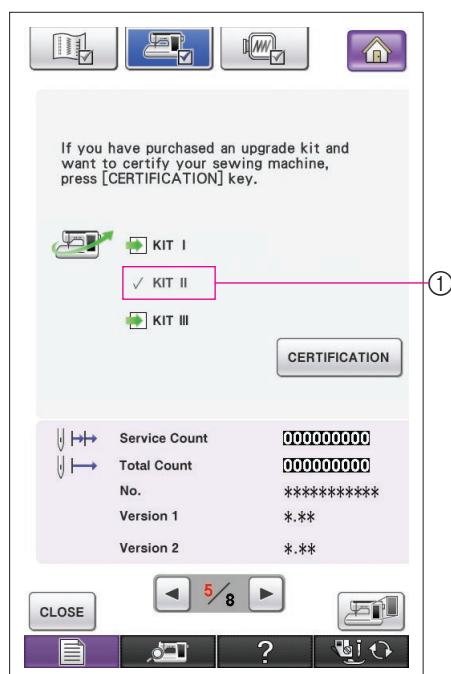 If you have purchased an upgrade kit and
want to certify your sewing machine,
press [CERTIFICATION] key.
KIT I
✓ KIT II
①
KIT III
CERTIFICATION
Service Count 000000000
Total Count 000000000
No. ***********
Version 1 *.**
Version 2 *.**
CLOSE
5/8
?